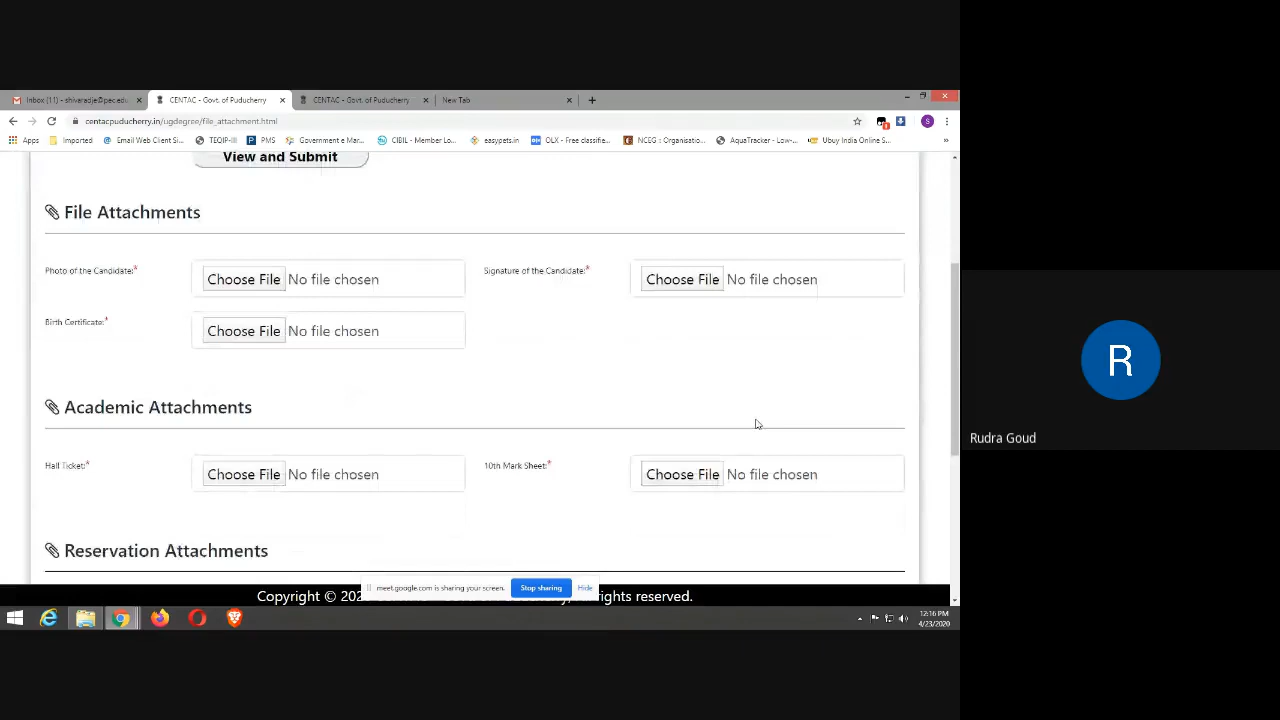 Inbox (11) - shivaradje@pec.edu
CENTAC - Govt. of Puducherry
CENTAC - Govt. of Puducherry
New Tab
centacpuducherry.in/ugdegree/file_attachment.html
S
Apps
Imported
Email Web Client Si...
TEQIP-III
PMS
Government e Mar...
CIBIL - Member Lo...
easypets.in
OLX - Free classifie...
NCEG :: Organisatio...
AquaTracker - Low-...
Ubuy India Online S...
View and Submit
File Attachments
Photo of the Candidate:*
Choose File No file chosen
Signature of the Candidate:*
Choose File No file chosen
Birth Certificate:*
Choose File No file chosen
Academic Attachments
Hall Ticket:*
Choose File No file chosen
10th Mark Sheet:*
Choose File No file chosen
Reservation Attachments
meet.google.com is sharing your screen.
Stop sharing
Hide
Copyright ©
rights reserved.
12:16 PM
4/23/2020
R
Rudra Goud